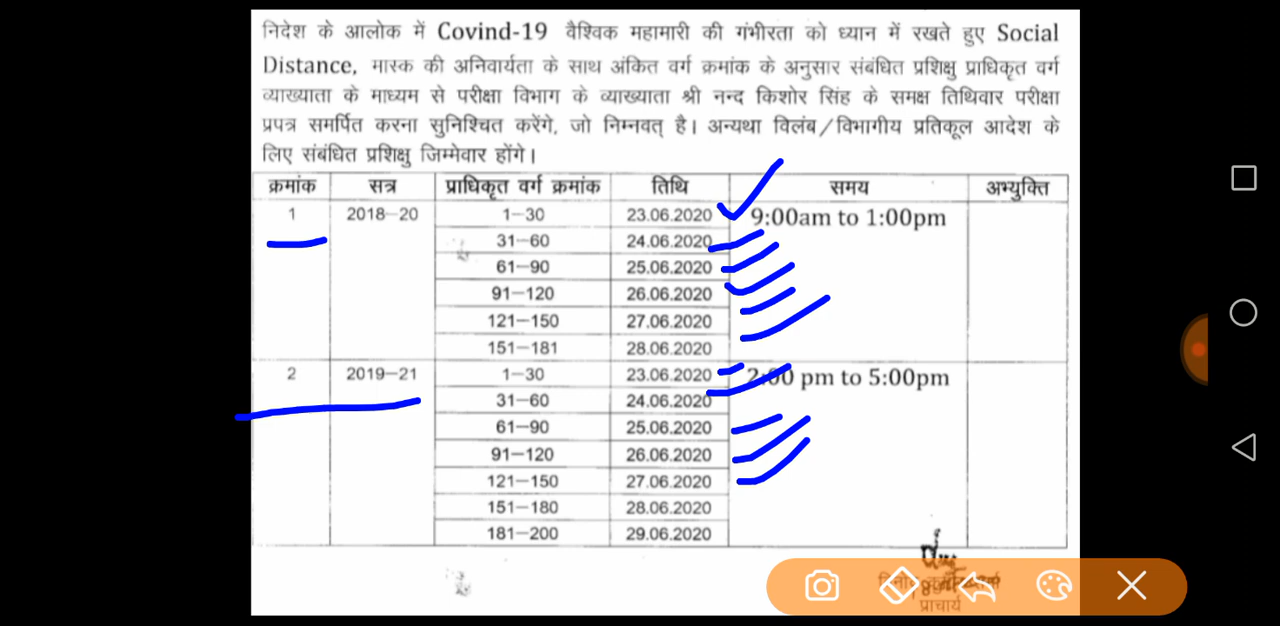 निदेश के आलोक में Covind-19 वैश्विक महामारी की गंभीरता को ध्यान में रखते हुए Social
Distance, मास्क की अनिवार्यता के साथ अंकित वर्ग क्रमांक के अनुसार संबंधित प्रशिक्षु प्राधिकृत वर्ग
व्याख्याता के माध्यम से परीक्षा विभाग के व्याख्याता श्री नन्द किशोर सिंह के समक्ष तिथिवार परीक्षा
प्रपत्र समर्पित करना सुनिश्चित करेंगे, जो निम्नवत् है। अन्यथा विलंब/विभागीय प्रतिकूल आदेश के
लिए संबंधित प्रशिक्षु जिम्मेवार होंगे।
क्रमांक सत्र प्राधिकृत वर्ग क्रमांक तिथि समय अभ्युक्ति
1 2018-20 1-30 23.06.2020 9:00am to 1:00pm
31-60 24.06.2020
61-90 25.06.2020
91-120 26.06.2020
121-150 27.06.2020
151-181 28.06.2020
2 2019-21 1-30 23.06.2020 2:00 pm to 5:00pm
31-60 24.06.2020
61-90 25.06.2020
91-120 26.06.2020
121-150 27.06.2020
151-180 28.06.2020
181-200 29.06.2020
प्राचार्य